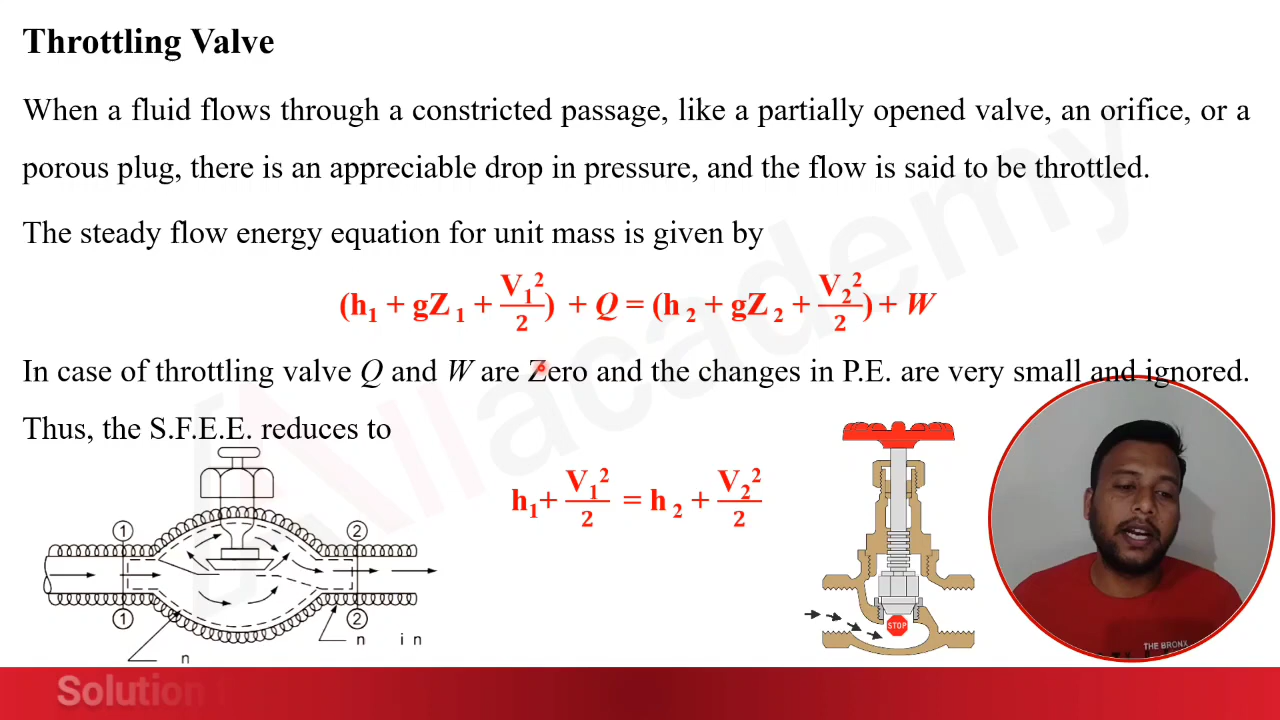 Throttling Valve
When a fluid flows through a constricted passage, like a partially opened valve, an orifice, or a
porous plug, there is an appreciable drop in pressure, and the flow is said to be throttled.
The steady flow energy equation for unit mass is given by
(h₁ + gZ₁ + V₁²/2) + Q = (h₂ + gZ₂ + V₂²/2) + W
In case of throttling valve Q and W are Zero and the changes in P.E. are very small and ignored.
Thus, the S.F.E.E. reduces to
h₁ + V₁²/2 = h₂ + V₂²/2
1 2
1 2
n i n
n
STOP
THE BRONX
Allacademy
Solution